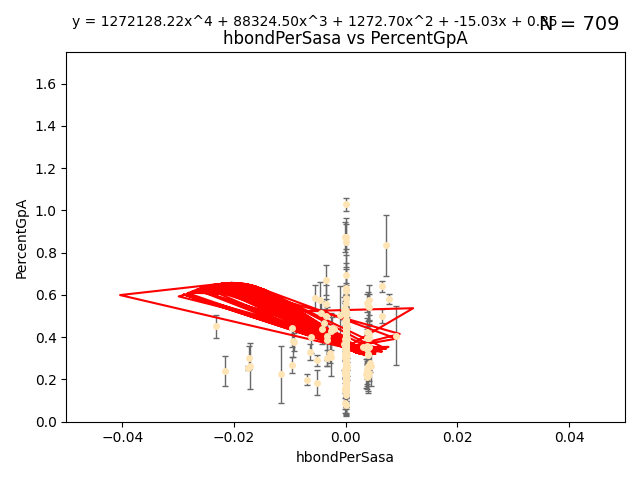 y = 1272128.22x^4 + 88324.50x^3 + 1272.70x^2 + -15.03x +
N = 709
hbondPerSasa vs PercentGpA
1.6
1.4
1.2
1.0
0.8
0.6
0.4
0.2
0.0
PercentGpA
−0.04
−0.02
0.00
0.02
0.04
hbondPerSasa